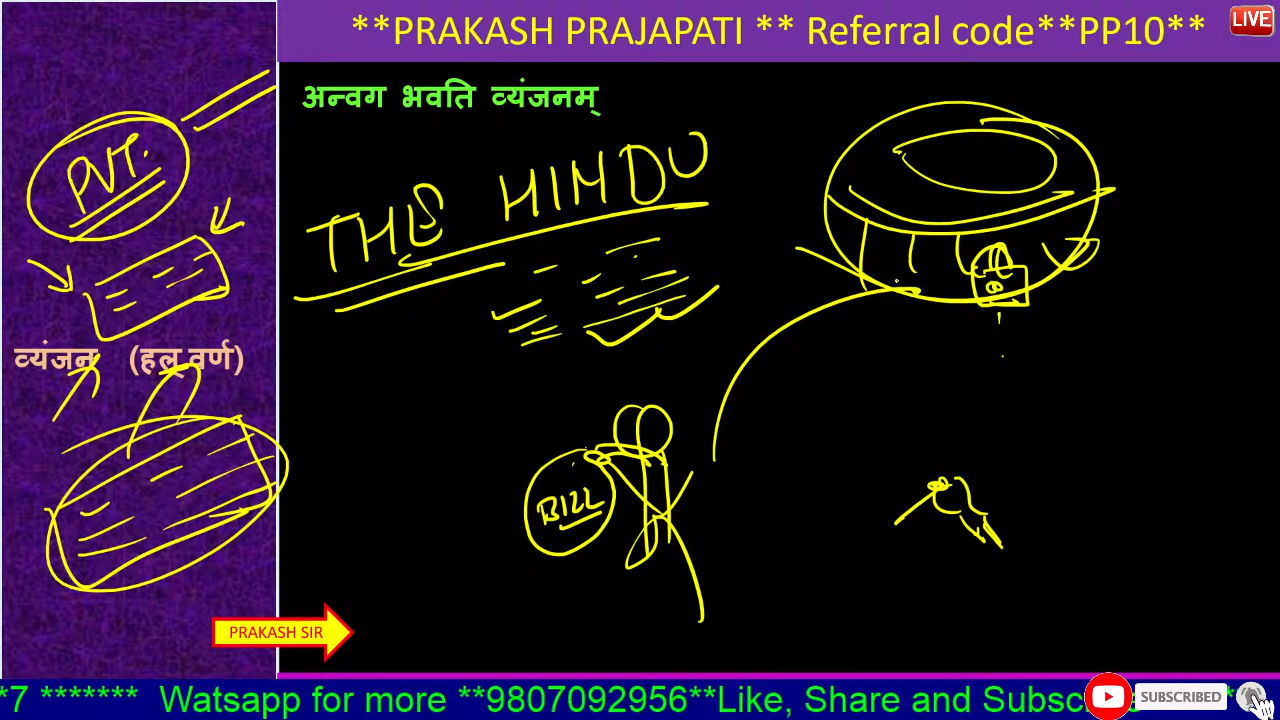 **PRAKASH PRAJAPATI ** Referral code**PP10**
LIVE
अन्वग भवति व्यंजनम्
PVT.
THE HINDU
व्यंजन (हल् वर्ण)
BILL
PRAKASH SIR
*7 ******* Watsapp for more **9807092956**Like, Share and Subsc
SUBSCRIBED